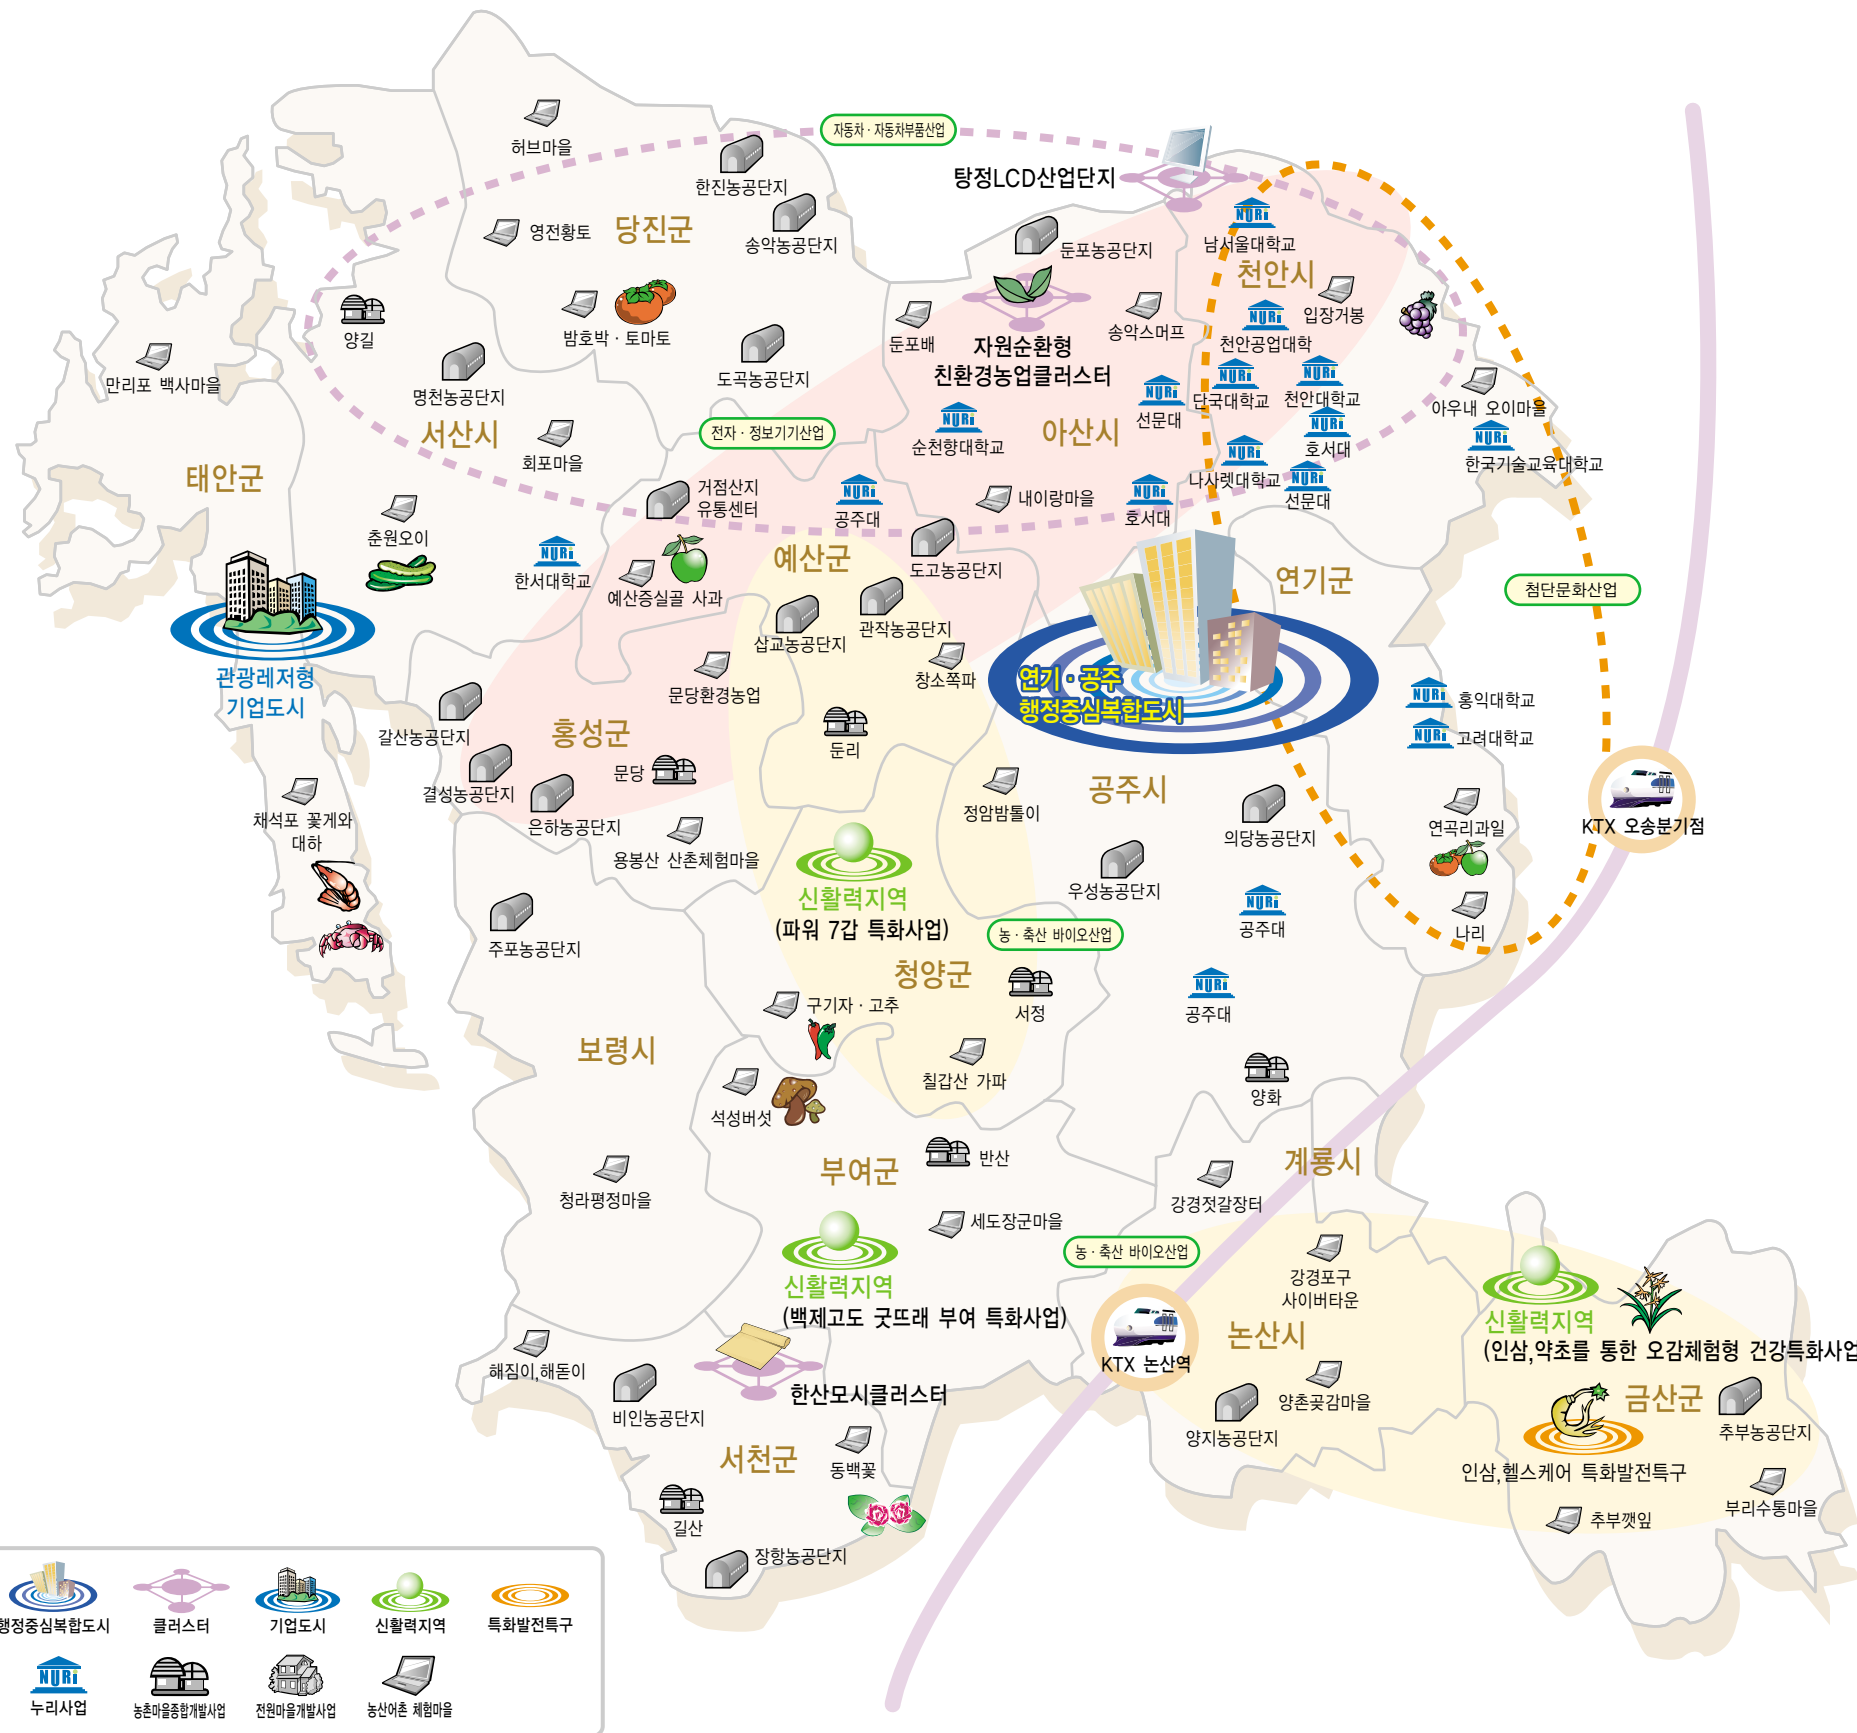 허브마을
자동차·자동차부품산업
한진농공단지
탕정LCD산업단지
영전황토
당진군
송악농공단지
둔포농공단지
NURi
남서울대학교
천안시
양길
밤호박·토마토
도곡농공단지
둔포배
자원순환형
친환경농업클러스터
송악스머프
입장거봉
NURi
천안공업대학
만리포 백사마을
명천농공단지
서산시
회포마을
전자·정보기기산업
NURi
순천향대학교
아산시
NURi
선문대
NURi
단국대학교
NURi
천안대학교
NURi
호서대
아우내 오이마을
NURi
한국기술교육대학교
NURi
나사렛대학교
NURi
선문대
태안군
춘원오이
거점산지
유통센터
NURi
공주대
내이랑마을
NURi
호서대
NURi
한서대학교
예산증실골 사과
예산군
도고농공단지
연기군
첨단문화산업
삽교농공단지
관작농공단지
창소쪽파
관광레저형
기업도시
문당환경농업
연기·공주
행정중심복합도시
NURi
홍익대학교
NURi
고려대학교
갈산농공단지
홍성군
문당
둔리
결성농공단지
은하농공단지
용봉산 산촌체험마을
정암밤톨이
공주시
의당농공단지
연곡리과일
KTX 오송분기점
채석포 꽃게와
대하
신활력지역
(파워 7갑 특화사업)
우성농공단지
NURi
공주대
나리
주포농공단지
농·축산 바이오산업
청양군
구기자·고추
서정
NURi
공주대
보령시
석성버섯
칠갑산 가파
양화
청라평정마을
부여군
반산
강경젓갈장터
계룡시
세도장군마을
농·축산 바이오산업
강경포구
사이버타운
신활력지역
(백제고도 굿뜨래 부여 특화사업)
신활력지역
(인삼,약초를 통한 오감체험형 건강특화사업
해짐이,해돋이
비인농공단지
한산모시클러스터
KTX 논산역
논산시
양촌곶감마을
양지농공단지
금산군
추부농공단지
인삼,헬스케어 특화발전특구
서천군
동백꽃
길산
추부깻잎
부리수통마을
장항농공단지
행정중심복합도시
클러스터
기업도시
신활력지역
특화발전특구
NURi
누리사업
농촌마을종합개발사업
전원마을개발사업
농산어촌 체험마을